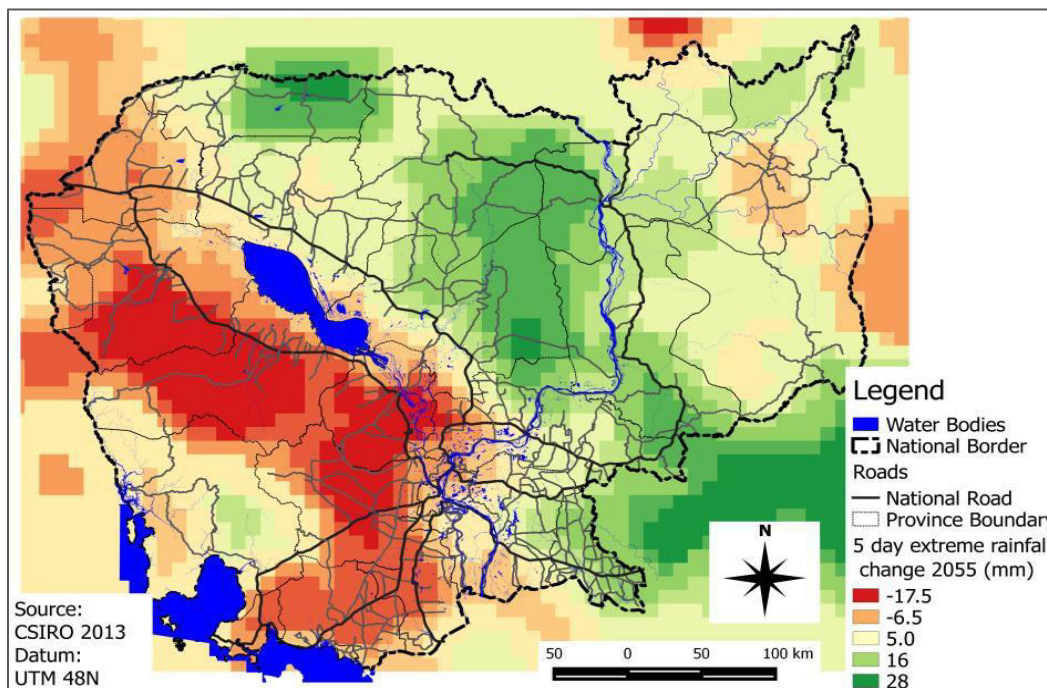 Legend
Water Bodies
National Border
Roads
National Road
Province Boundary
5 day extreme rainfall
change 2055 (mm)
-17.5
-6.5
5.0
16
28
N
Source:
CSIRO 2013
Datum:
UTM 48N
50 0 50 100 km